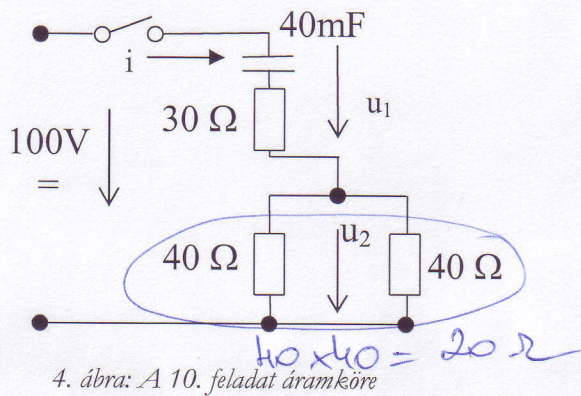 40mF
i
u₁
30 Ω
100V
=
u₂
40 Ω
40 Ω
40 x 40 = 20 Ω
4. ábra: A 10. feladat áramköre